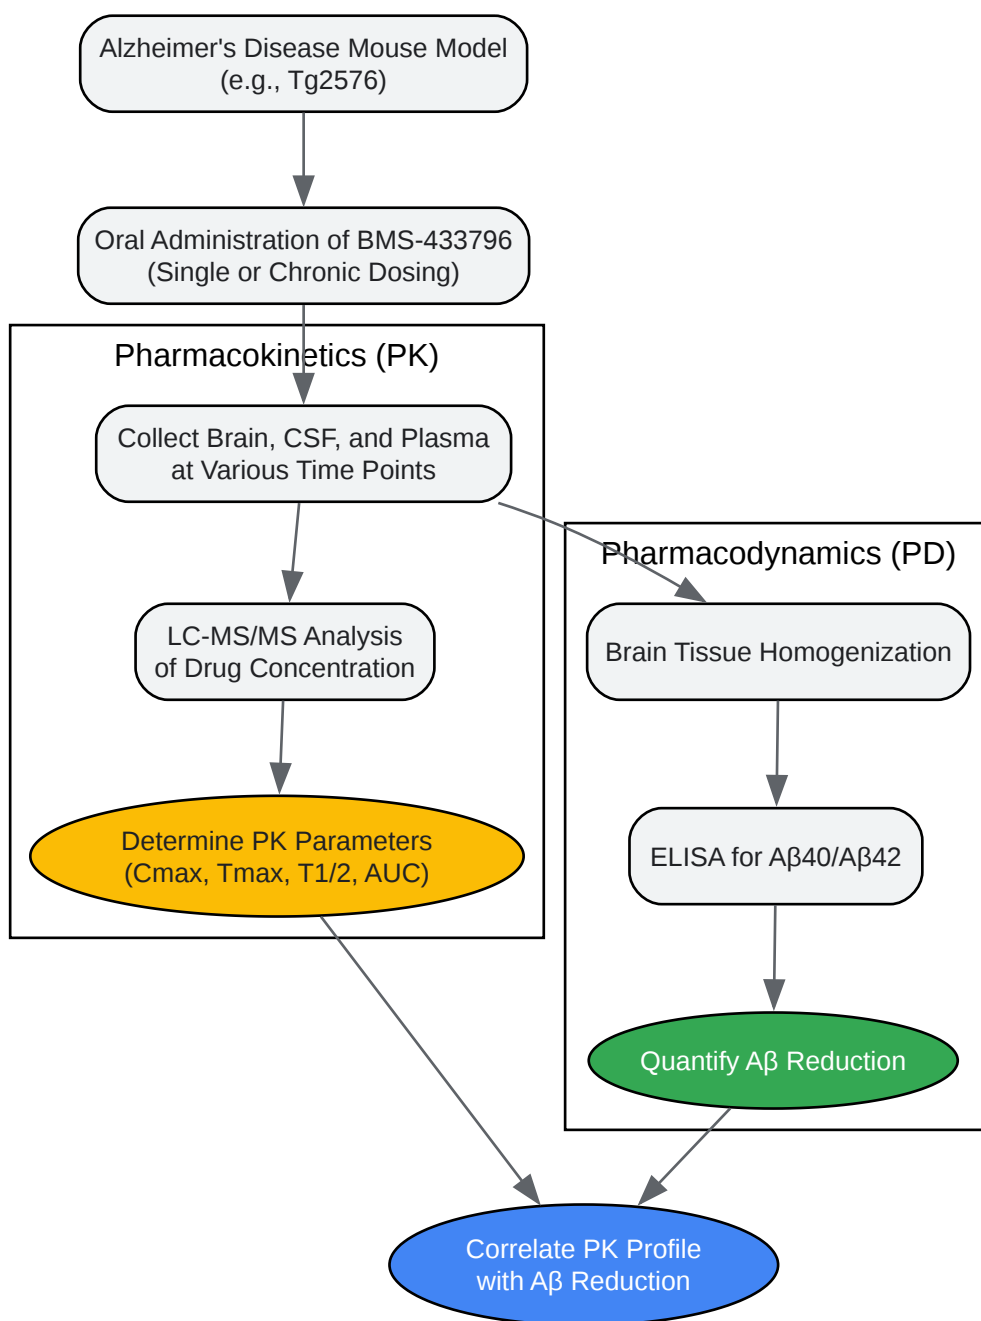 Alzheimer's Disease Mouse Model
(e.g., Tg2576)
Oral Administration of BMS-433796
(Single or Chronic Dosing)
Pharmacokinetics (PK)
Collect Brain, CSF, and Plasma
at Various Time Points
LC-MS/MS Analysis
of Drug Concentration
Determine PK Parameters
(Cmax, Tmax, T1/2, AUC)
Pharmacodynamics (PD)
Brain Tissue Homogenization
ELISA for Aβ40/Aβ42
Quantify Aβ Reduction
Correlate PK Profile
with Aβ Reduction